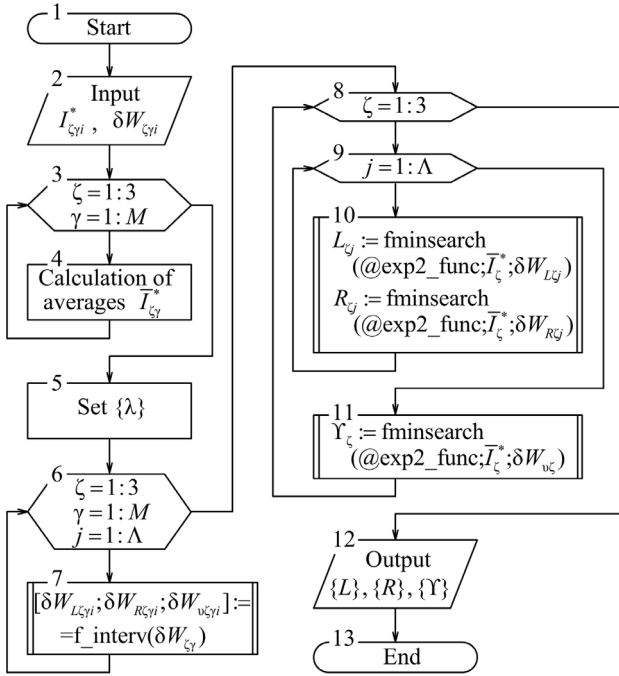 1
Start
2
Input
I*ζγi , δWζγi
3
ζ=1:3
γ=1:M
4
Calculation of
averages Ī*ζγ
5
Set {λ}
6
ζ=1:3
γ=1:M
j=1:Λ
7
[δWLζγi;δWRζγi;δWυζγi]:=
=f_interv(δWζγ)
8
ζ=1:3
9
j=1:Λ
10
Lζj := fminsearch
(@exp2_func;Ī*ζ;δWLζj)
Rζj := fminsearch
(@exp2_func;Ī*ζ;δWRζj)
11
ϒζ := fminsearch
(@exp2_func;Ī*ζ;δWυζ)
12
Output
{L},{R},{ϒ}
13
End